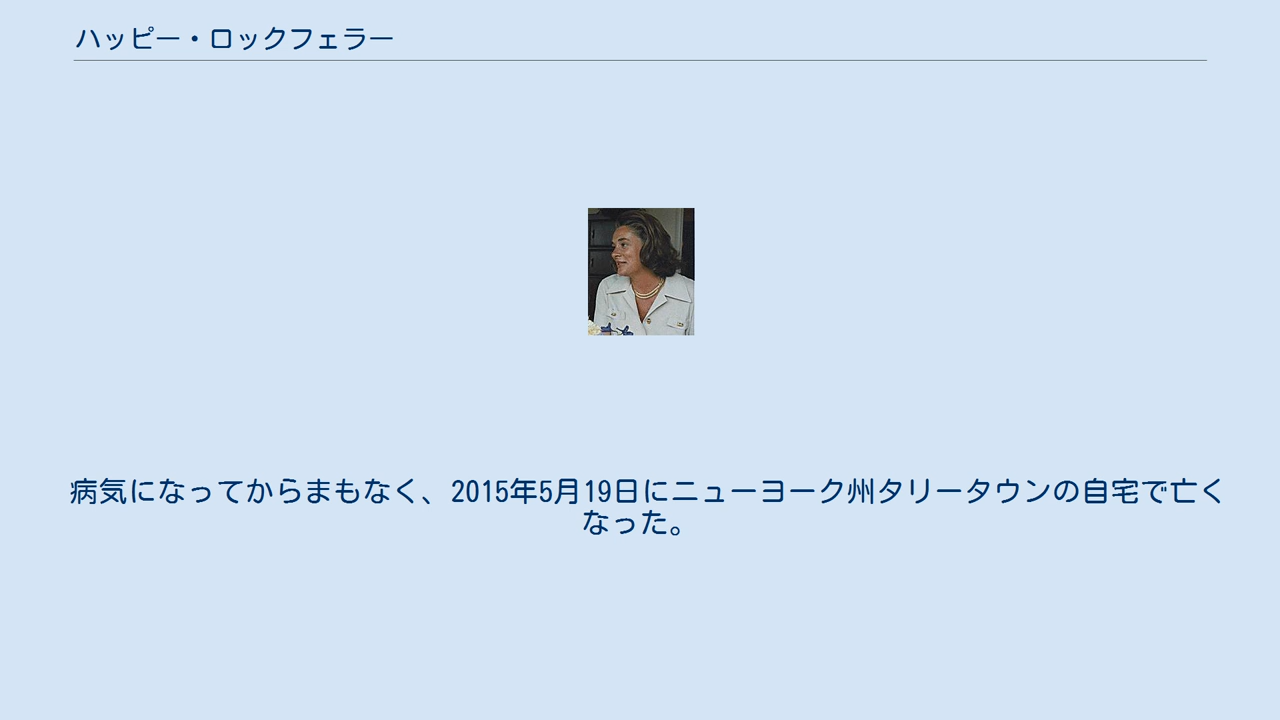 ハッピー・ロックフェラー
病気になってからまもなく、2015年5月19日にニューヨーク州タリータウンの自宅で亡く
なった。